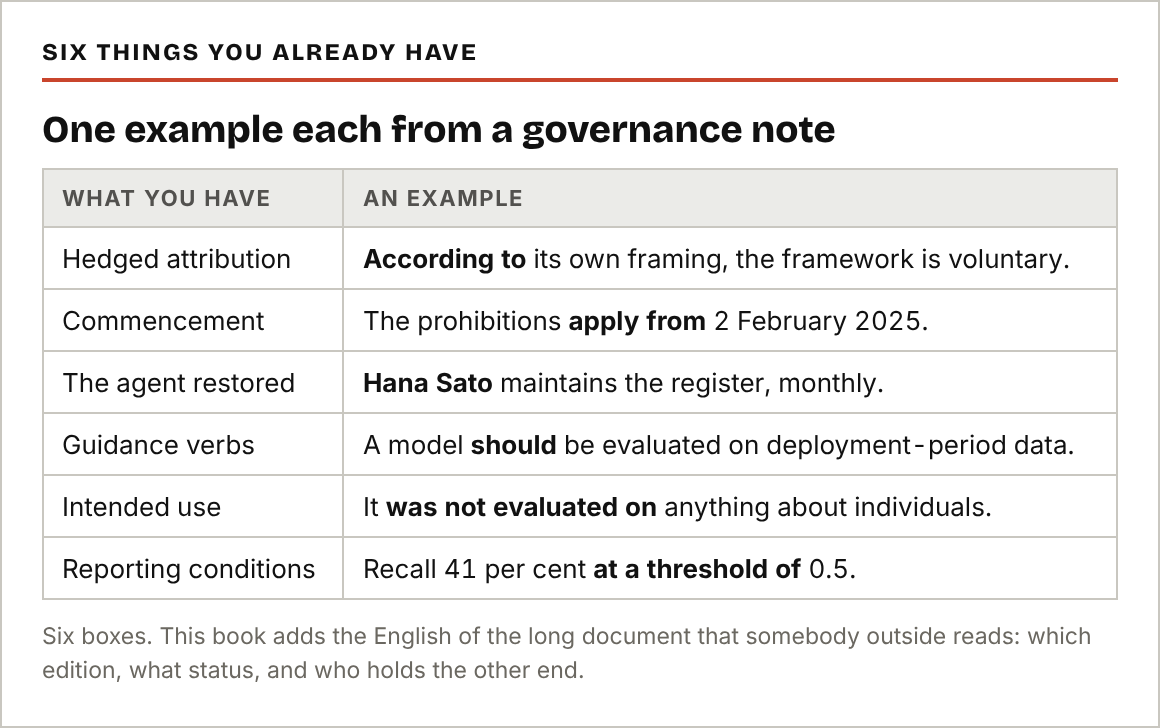 SIX THINGS YOU ALREADY HAVE
One example each from a governance note
WHAT YOU HAVE
AN EXAMPLE
Hedged attribution
According to its own framing, the framework is voluntary.
Commencement
The prohibitions apply from 2 February 2025.
The agent restored
Hana Sato maintains the register, monthly.
Guidance verbs
A model should be evaluated on deployment-period data.
Intended use
It was not evaluated on anything about individuals.
Reporting conditions
Recall 41 per cent at a threshold of 0.5.
Six boxes. This book adds the English of the long document that somebody outside reads: which
edition, what status, and who holds the other end.